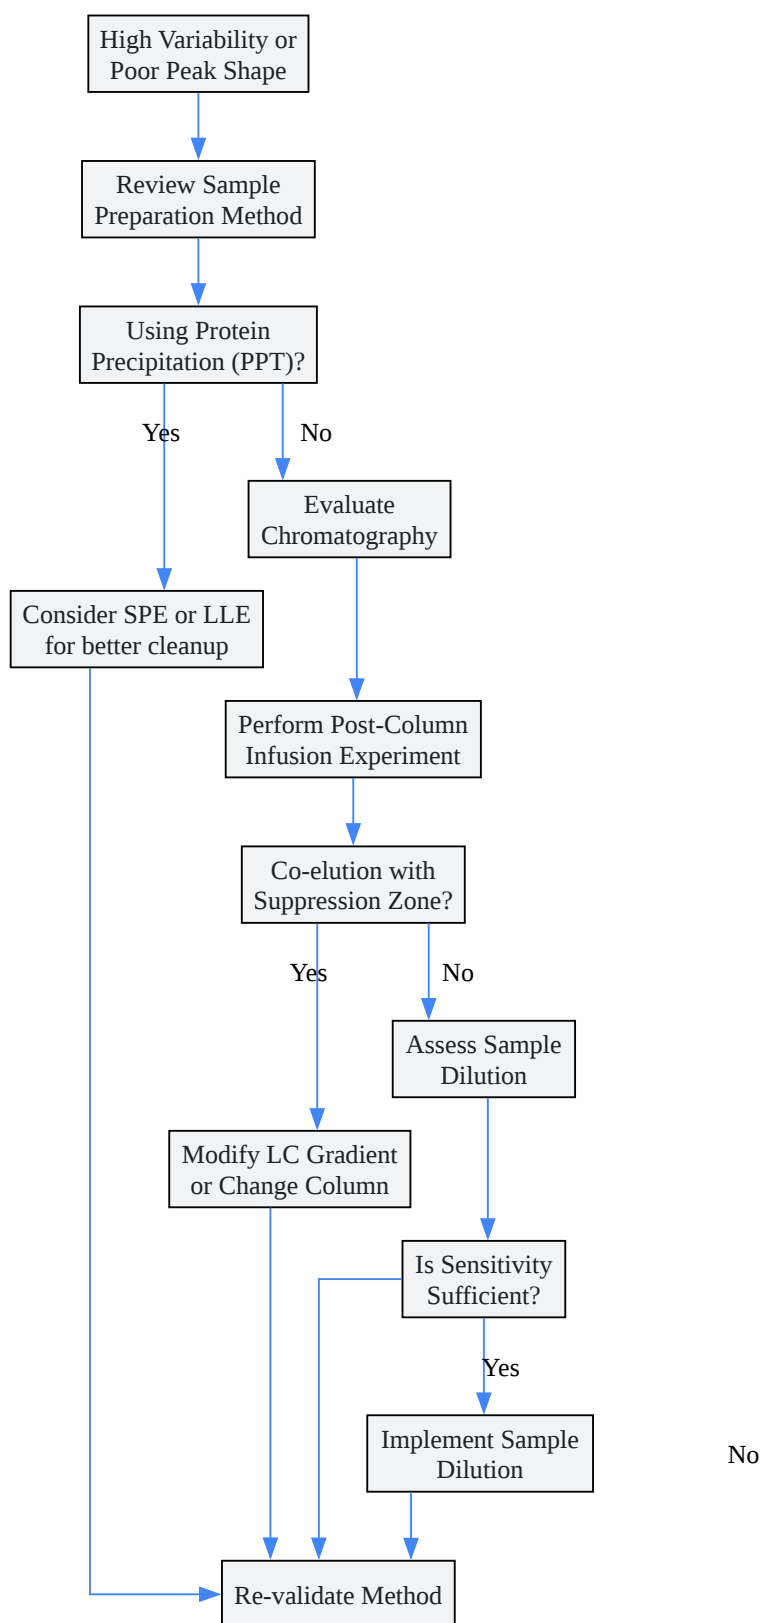 High Variability or
Poor Peak Shape
Review Sample
Preparation Method
Using Protein
Precipitation (PPT)?
Yes
No
Evaluate
Chromatography
Consider SPE or LLE
for better cleanup
Perform Post-Column
Infusion Experiment
Co-elution with
Suppression Zone?
Yes
No
Assess Sample
Dilution
Modify LC Gradient
or Change Column
Is Sensitivity
Sufficient?
Yes
Implement Sample
Dilution
No
Re-validate Method